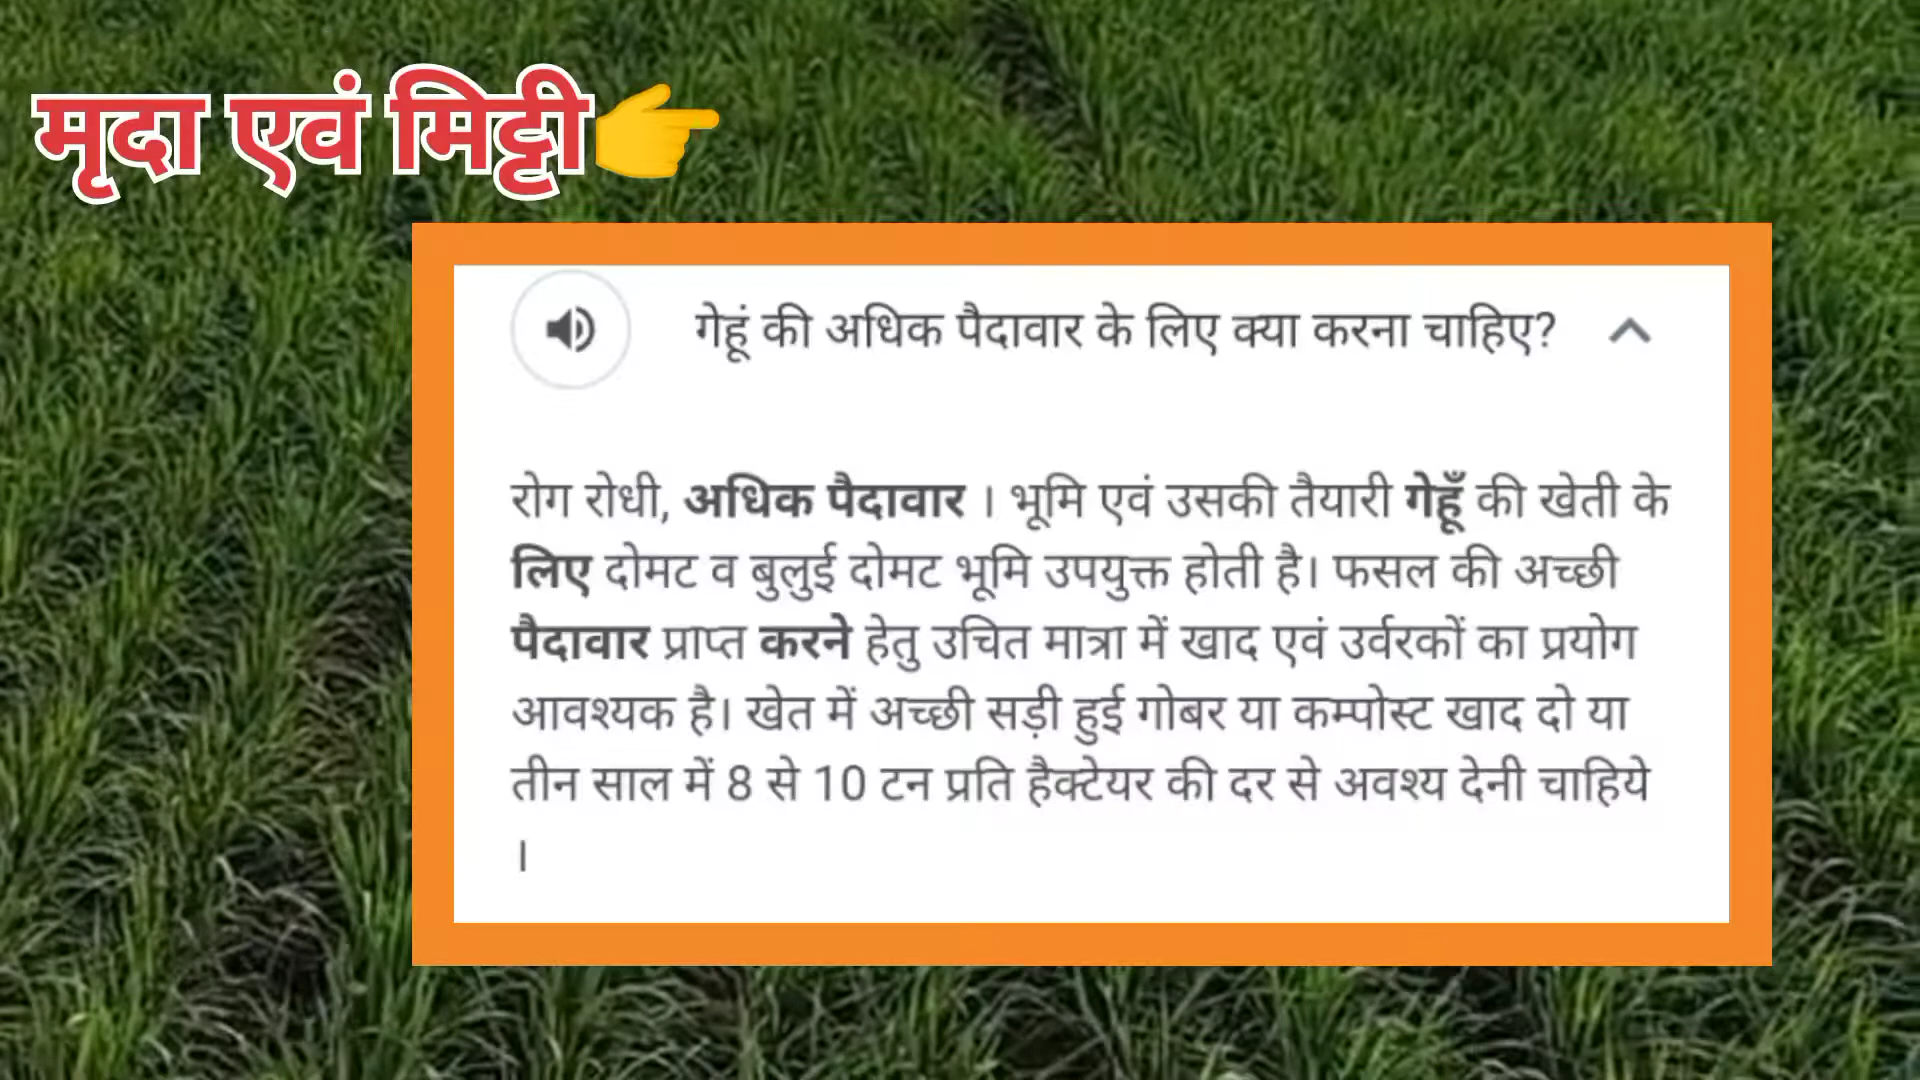 मृदा एवं मिट्टी👉
गेहूं की अधिक पैदावार के लिए क्या करना चाहिए?
रोग रोधी, अधिक पैदावार । भूमि एवं उसकी तैयारी गेहूँ की खेती के
लिए दोमट व बुलुई दोमट भूमि उपयुक्त होती है। फसल की अच्छी
पैदावार प्राप्त करने हेतु उचित मात्रा में खाद एवं उर्वरकों का प्रयोग
आवश्यक है। खेत में अच्छी सड़ी हुई गोबर या कम्पोस्ट खाद दो या
तीन साल में 8 से 10 टन प्रति हैक्टेयर की दर से अवश्य देनी चाहिये
।